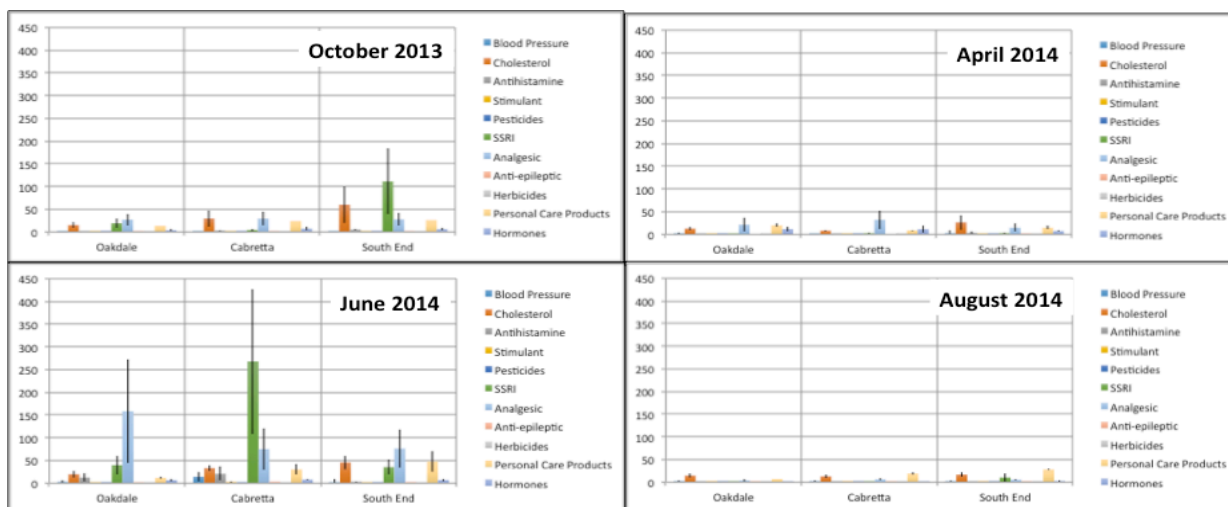 October 2013
450
400
350
300
250
200
150
100
50
0
Oakdale Cabretta South End
Blood Pressure
Cholesterol
Antihistamine
Stimulant
Pesticides
SSRI
Analgesic
Anti-epileptic
Herbicides
Personal Care Products
Hormones
April 2014
450
400
350
300
250
200
150
100
50
0
Oakdale Cabretta South End
Blood Pressure
Cholesterol
Antihistamine
Stimulant
Pesticides
SSRI
Analgesic
Anti-epileptic
Herbicides
Personal Care Products
Hormones
June 2014
450
400
350
300
250
200
150
100
50
0
Oakdale Cabretta South End
Blood Pressure
Cholesterol
Antihistamine
Stimulant
Pesticides
SSRI
Analgesic
Anti-epileptic
Herbicides
Personal Care Products
Hormones
August 2014
450
400
350
300
250
200
150
100
50
0
Oakdale Cabretta South End
Blood Pressure
Cholesterol
Antihistamine
Stimulant
Pesticides
SSRI
Analgesic
Anti-epileptic
Herbicides
Personal Care Products
Hormones